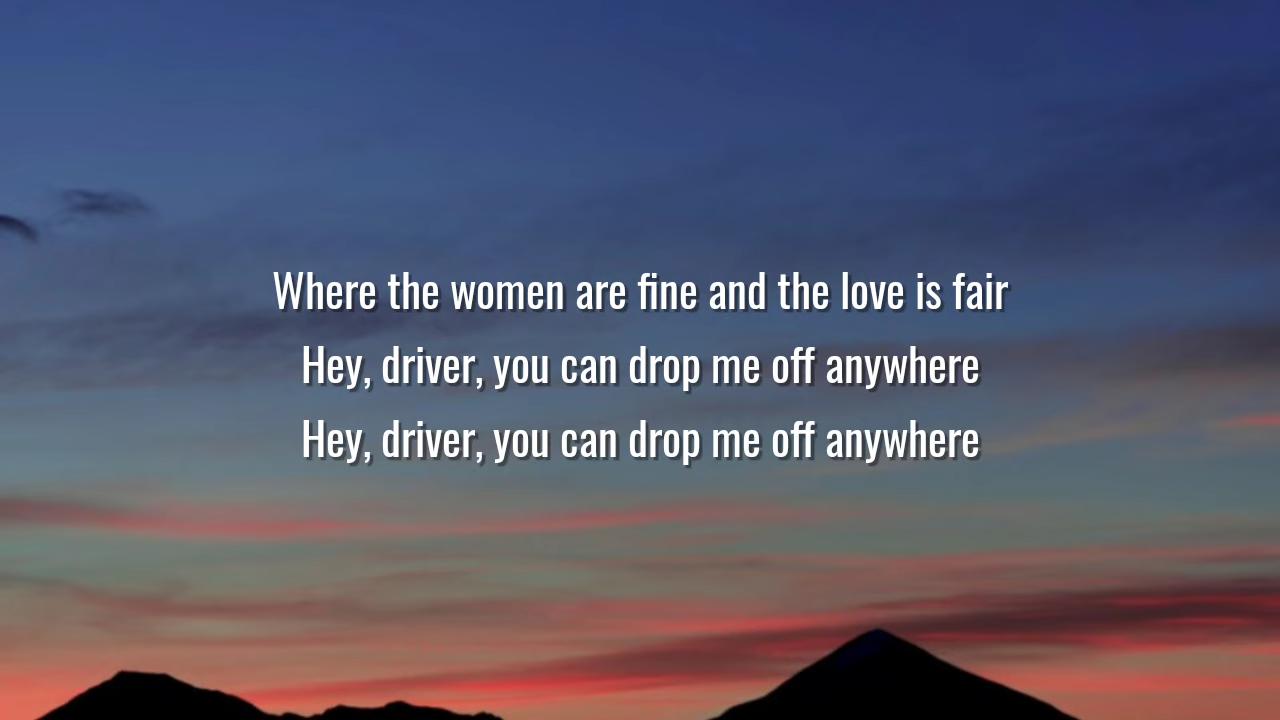 Where the women are fine and the love is fair
Hey, driver, you can drop me off anywhere
Hey, driver, you can drop me off anywhere